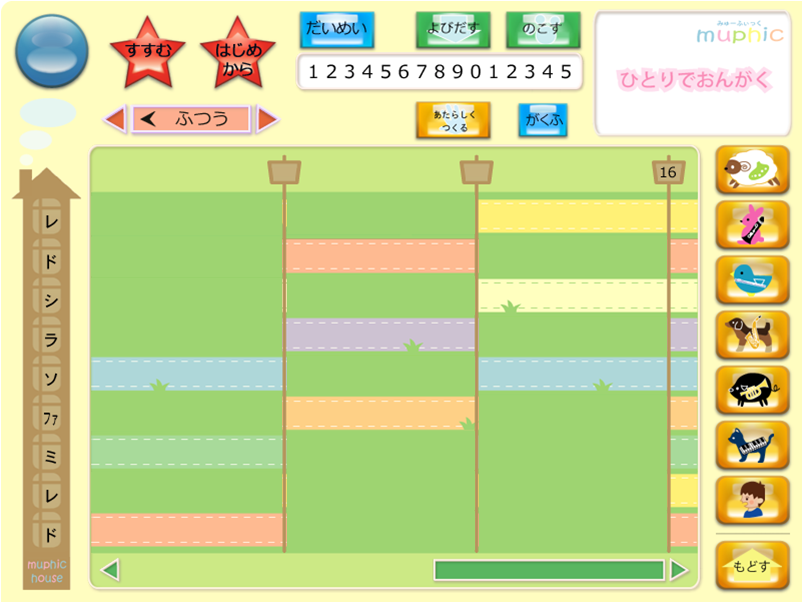 すすむ
はじめ
から
だいめい
よびだす
のこす
123456789012345
みゅーふぃっく
muphic
ひとりでおんがく
ふつう
あたらしく
つくる
がくふ
16
レ
ド
シ
ラ
ソ
ファ
ミ
レ
ド
muphic
house
もどす